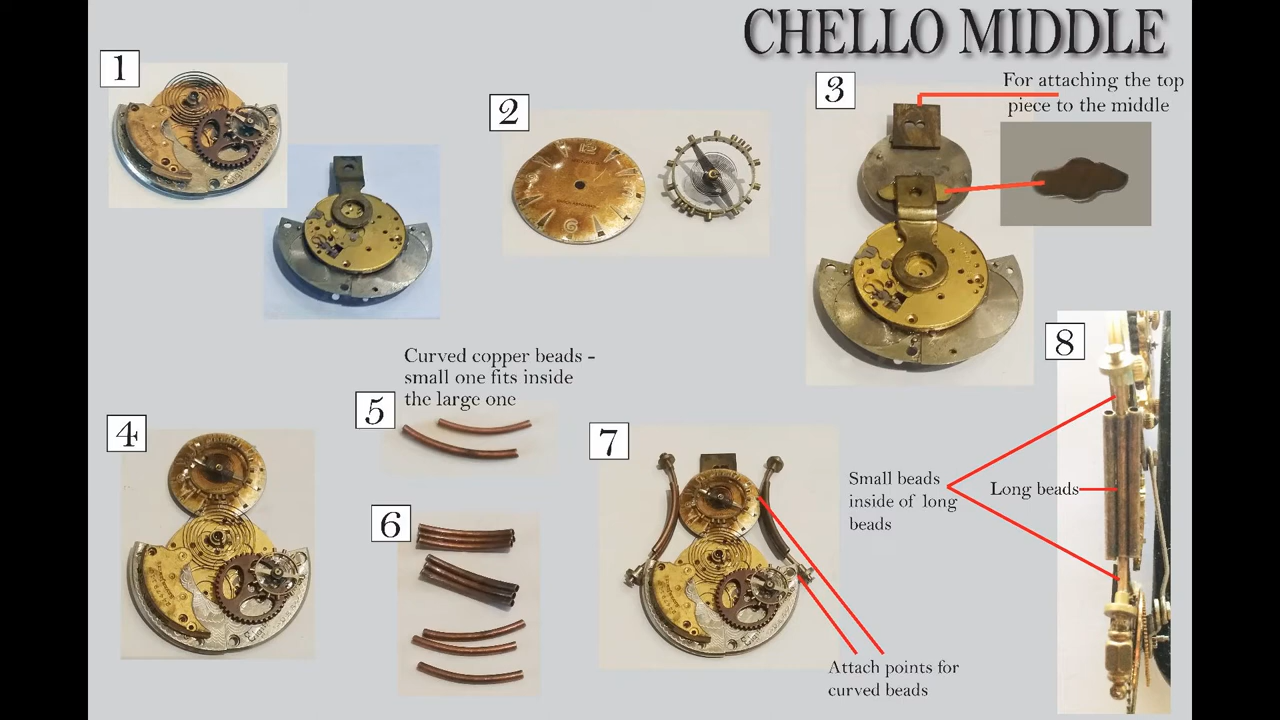 CHELLO MIDDLE
1
2
3
For attaching the top
piece to the middle
4
Curved copper beads -
small one fits inside
the large one
5
6
7
Attach points for
curved beads
8
Small beads
inside of long
beads
Long beads